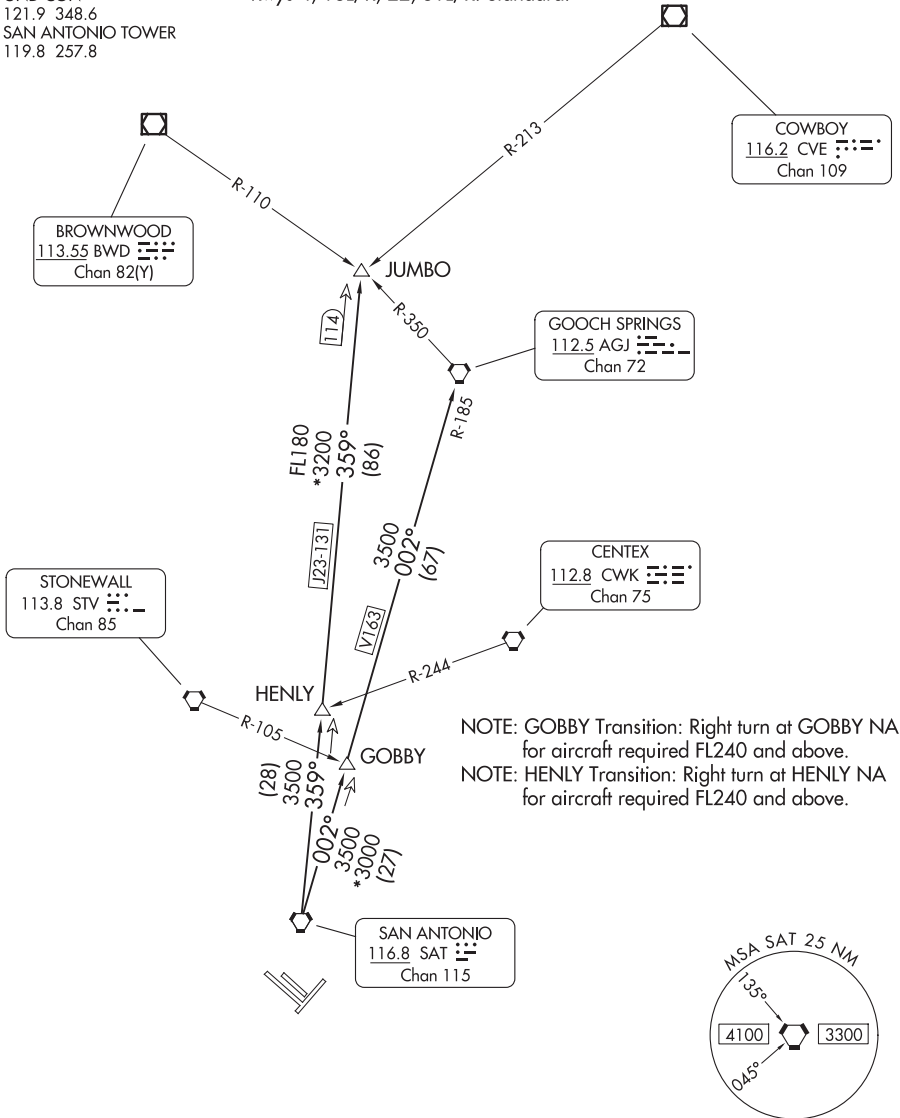 121.9 348.6
SAN ANTONIO TOWER
119.8 257.8
COWBOY
116.2 CVE
Chan 109
R-213
R-110
BROWNWOOD
113.55 BWD
Chan 82(Y)
JUMBO
114
R-350
GOOCH SPRINGS
112.5 AGJ
Chan 72
R-185
FL180
*3200
359°
(86)
3500
002°
(67)
J23-131
V163
CENTEX
112.8 CWK
Chan 75
STONEWALL
113.8 STV
Chan 85
R-244
HENLY
R-105
GOBBY
NOTE: GOBBY Transition: Right turn at GOBBY NA
for aircraft required FL240 and above.
NOTE: HENLY Transition: Right turn at HENLY NA
for aircraft required FL240 and above.
(28)
3500
359°
002°
3500
*3000
(27)
SAN ANTONIO
116.8 SAT
Chan 115
MSA SAT 25 NM
135°
4100
3300
045°